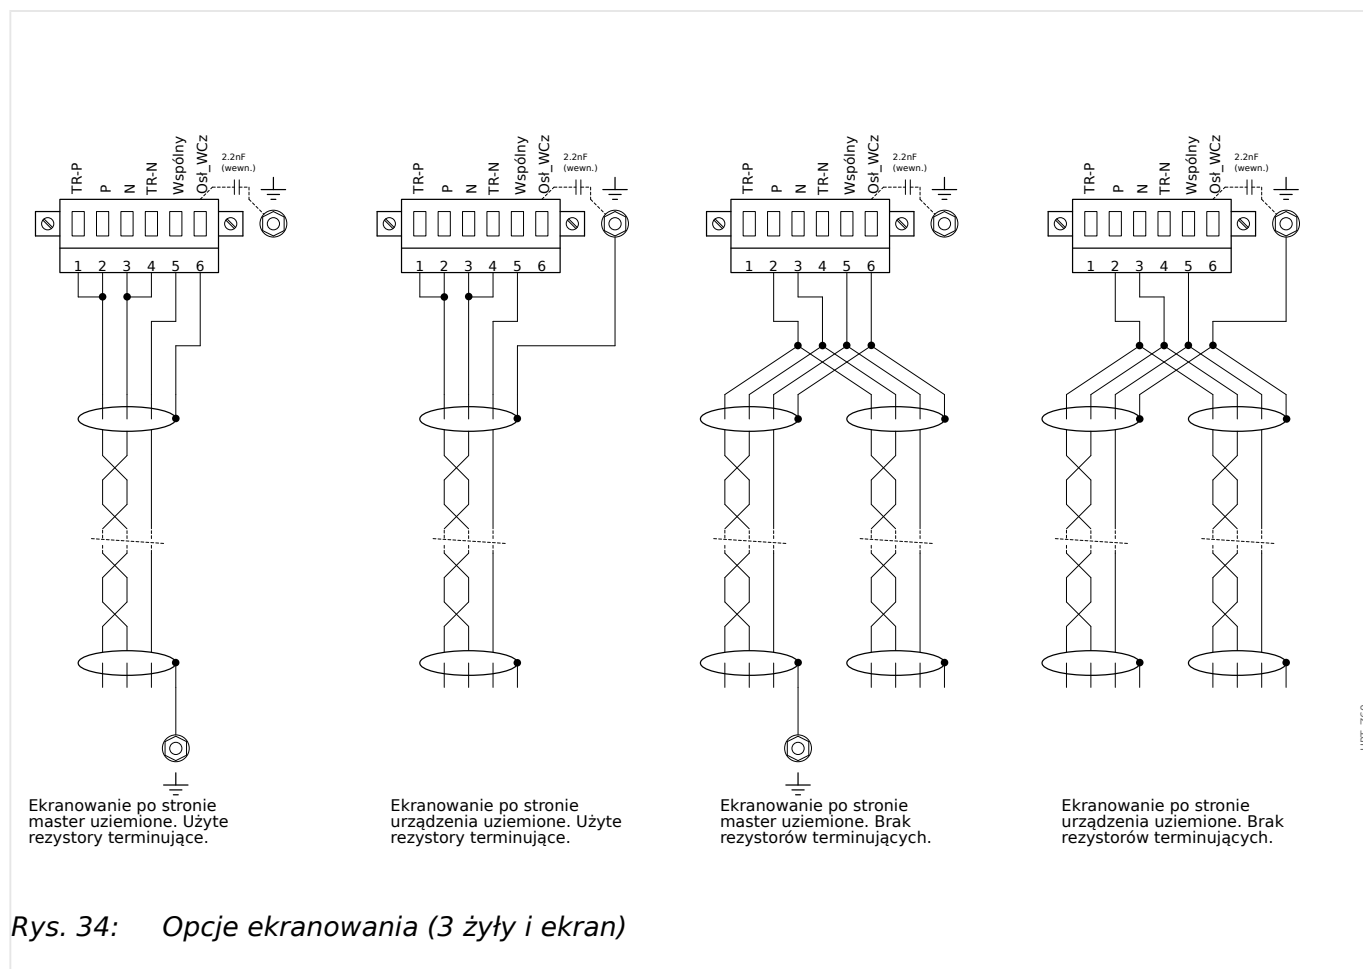 TR-P
P
N
TR-N
Wspólny
Osł_WCz
2.2nF
(wewn.)
1 2 3 4 5 6
TR-P
P
N
TR-N
Wspólny
Osł_WCz
2.2nF
(wewn.)
1 2 3 4 5 6
TR-P
P
N
TR-N
Wspólny
Osł_WCz
2.2nF
(wewn.)
1 2 3 4 5 6
TR-P
P
N
TR-N
Wspólny
Osł_WCz
2.2nF
(wewn.)
1 2 3 4 5 6
Ekranowanie po stronie
master uziemione. Użyte
rezystory terminujące.
Ekranowanie po stronie
urządzenia uziemione. Użyte
rezystory terminujące.
Ekranowanie po stronie
master uziemione. Brak
rezystorów terminujących.
Ekranowanie po stronie
urządzenia uziemione. Brak
rezystorów terminujących.
Rys. 34: Opcje ekranowania (3 żyły i ekran)